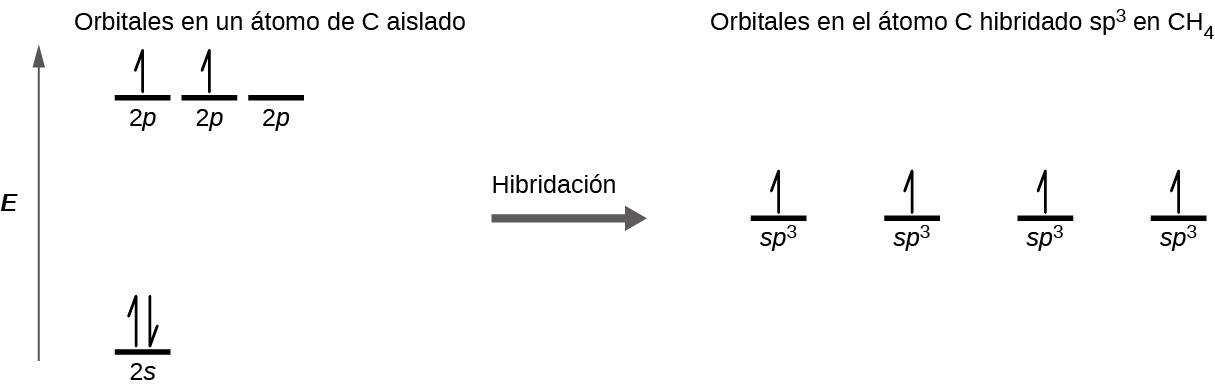 Orbitales en un átomo de C aislado
Orbitales en el átomo C hibridado sp³ en CH₄
2p 2p 2p
E
Hibridación
sp³ sp³ sp³ sp³
2s